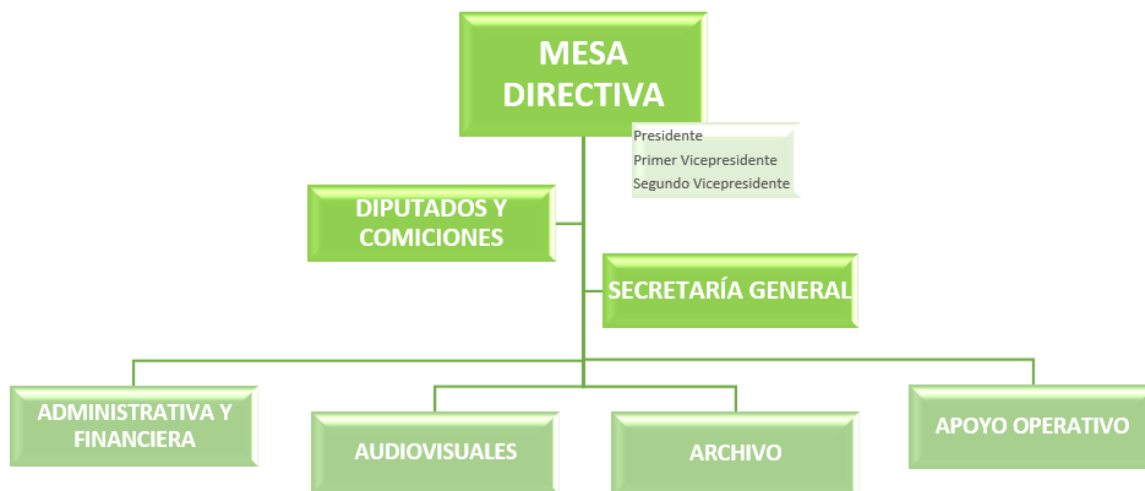 MESA
DIRECTIVA
Presidente
Primer Vicepresidente
Segundo Vicepresidente
DIPUTADOS Y
COMICIONES
SECRETARÍA GENERAL
ADMINISTRATIVA Y
FINANCIERA
AUDIOVISUALES
ARCHIVO
APOYO OPERATIVO